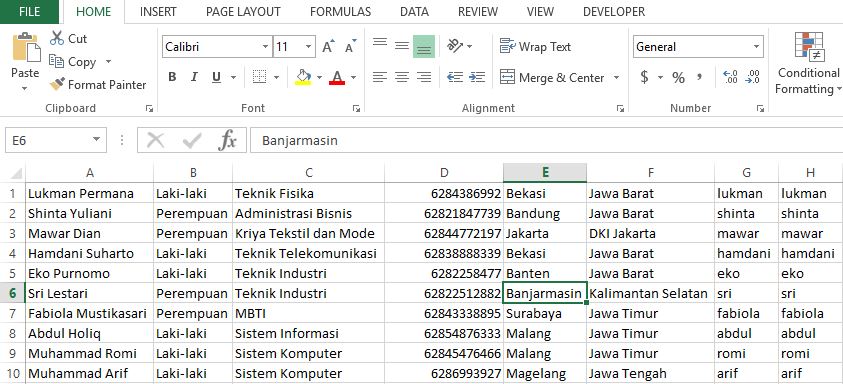 FILE HOME INSERT PAGE LAYOUT FORMULAS DATA REVIEW VIEW DEVELOPER
Cut
Copy
Format Painter
Paste
Clipboard
Calibri 11 A A
B I U A
Font
Wrap Text
Merge & Center
Alignment
General
$ % , .0 .00 .00 .0
Number
Conditional
Formatting
E6 fx Banjarmasin
A B C D E F G H
1 Lukman Permana Laki-laki Teknik Fisika 6284386992 Bekasi Jawa Barat lukman lukman
2 Shinta Yuliani Perempuan Administrasi Bisnis 62821847739 Bandung Jawa Barat shinta shinta
3 Mawar Dian Perempuan Kriya Tekstil dan Mode 62844772197 Jakarta DKI Jakarta mawar mawar
4 Hamdani Suharto Laki-laki Teknik Telekomunikasi 62838888339 Bekasi Jawa Barat hamdani hamdani
5 Eko Purnomo Laki-laki Teknik Industri 6282258477 Banten Jawa Barat eko eko
6 Sri Lestari Perempuan Teknik Industri 62822512882 Banjarmasin Kalimantan Selatan sri sri
7 Fabiola Mustikasari Perempuan MBTI 62843338895 Surabaya Jawa Timur fabiola fabiola
8 Abdul Holiq Laki-laki Sistem Informasi 62854876333 Malang Jawa Timur abdul abdul
9 Muhammad Romi Laki-laki Sistem Komputer 62845476466 Malang Jawa Timur romi romi
10 Muhammad Arif Laki-laki Sistem Komputer 6286993927 Magelang Jawa Tengah arif arif